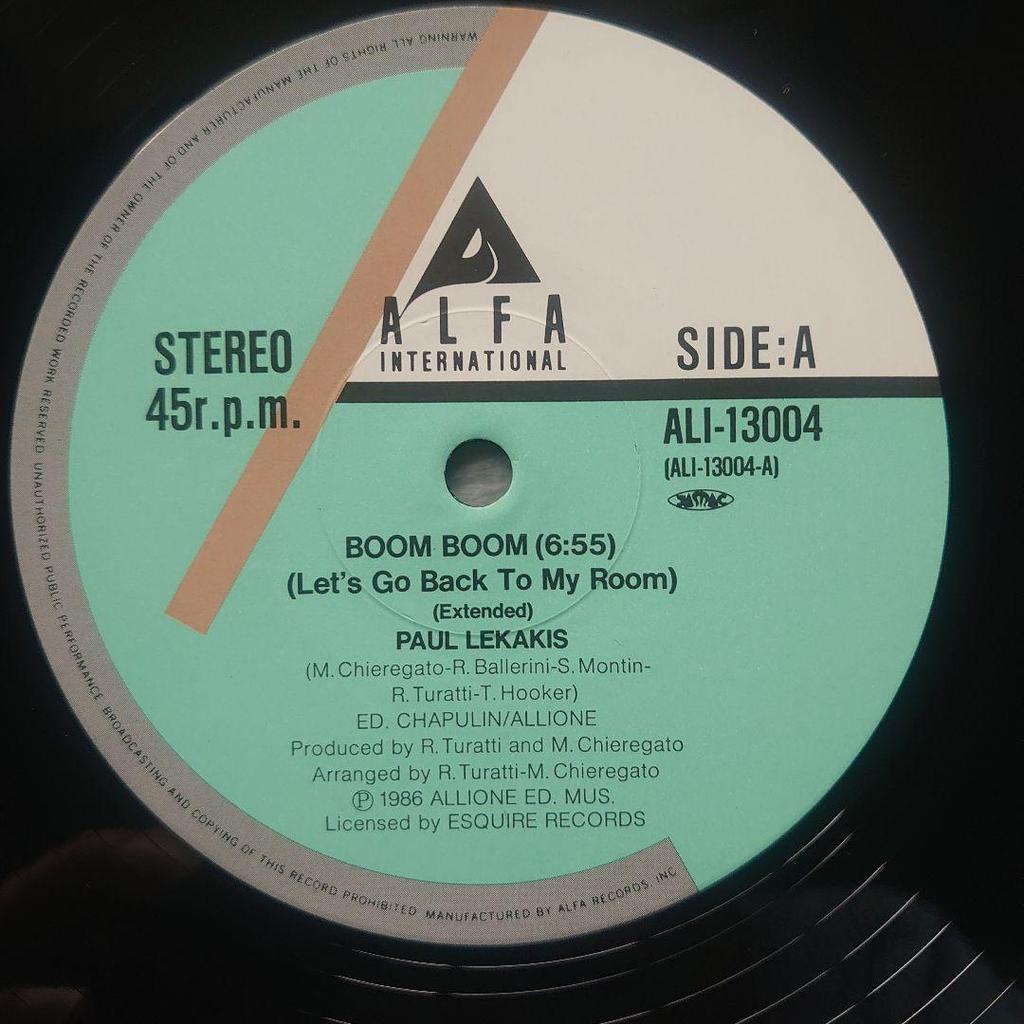 WARNING ALL RIGHTS OF THE MANUFACTURER AND OF THE OWNER OF THE RECORDED WORK RESERVED UNAUTHORIZED PUBLIC PERFORMANCE BROADCASTING AND COPYING OF THIS RECORD PROHIBITED MANUFACTURED BY ALFA RECORDS, INC
ALFA
INTERNATIONAL
STEREO
45r.p.m.
SIDE:A
ALI-13004
(ALI-13004-A)
JASRAC
BOOM BOOM (6:55)
(Let's Go Back To My Room)
(Extended)
PAUL LEKAKIS
(M. Chieregato-R. Ballerini-S. Montin-
R. Turatti-T. Hooker)
ED. CHAPULIN/ALLIONE
Produced by R. Turatti and M. Chieregato
Arranged by R. Turatti-M. Chieregato
Ⓟ 1986 ALLIONE ED. MUS.
Licensed by ESQUIRE RECORDS